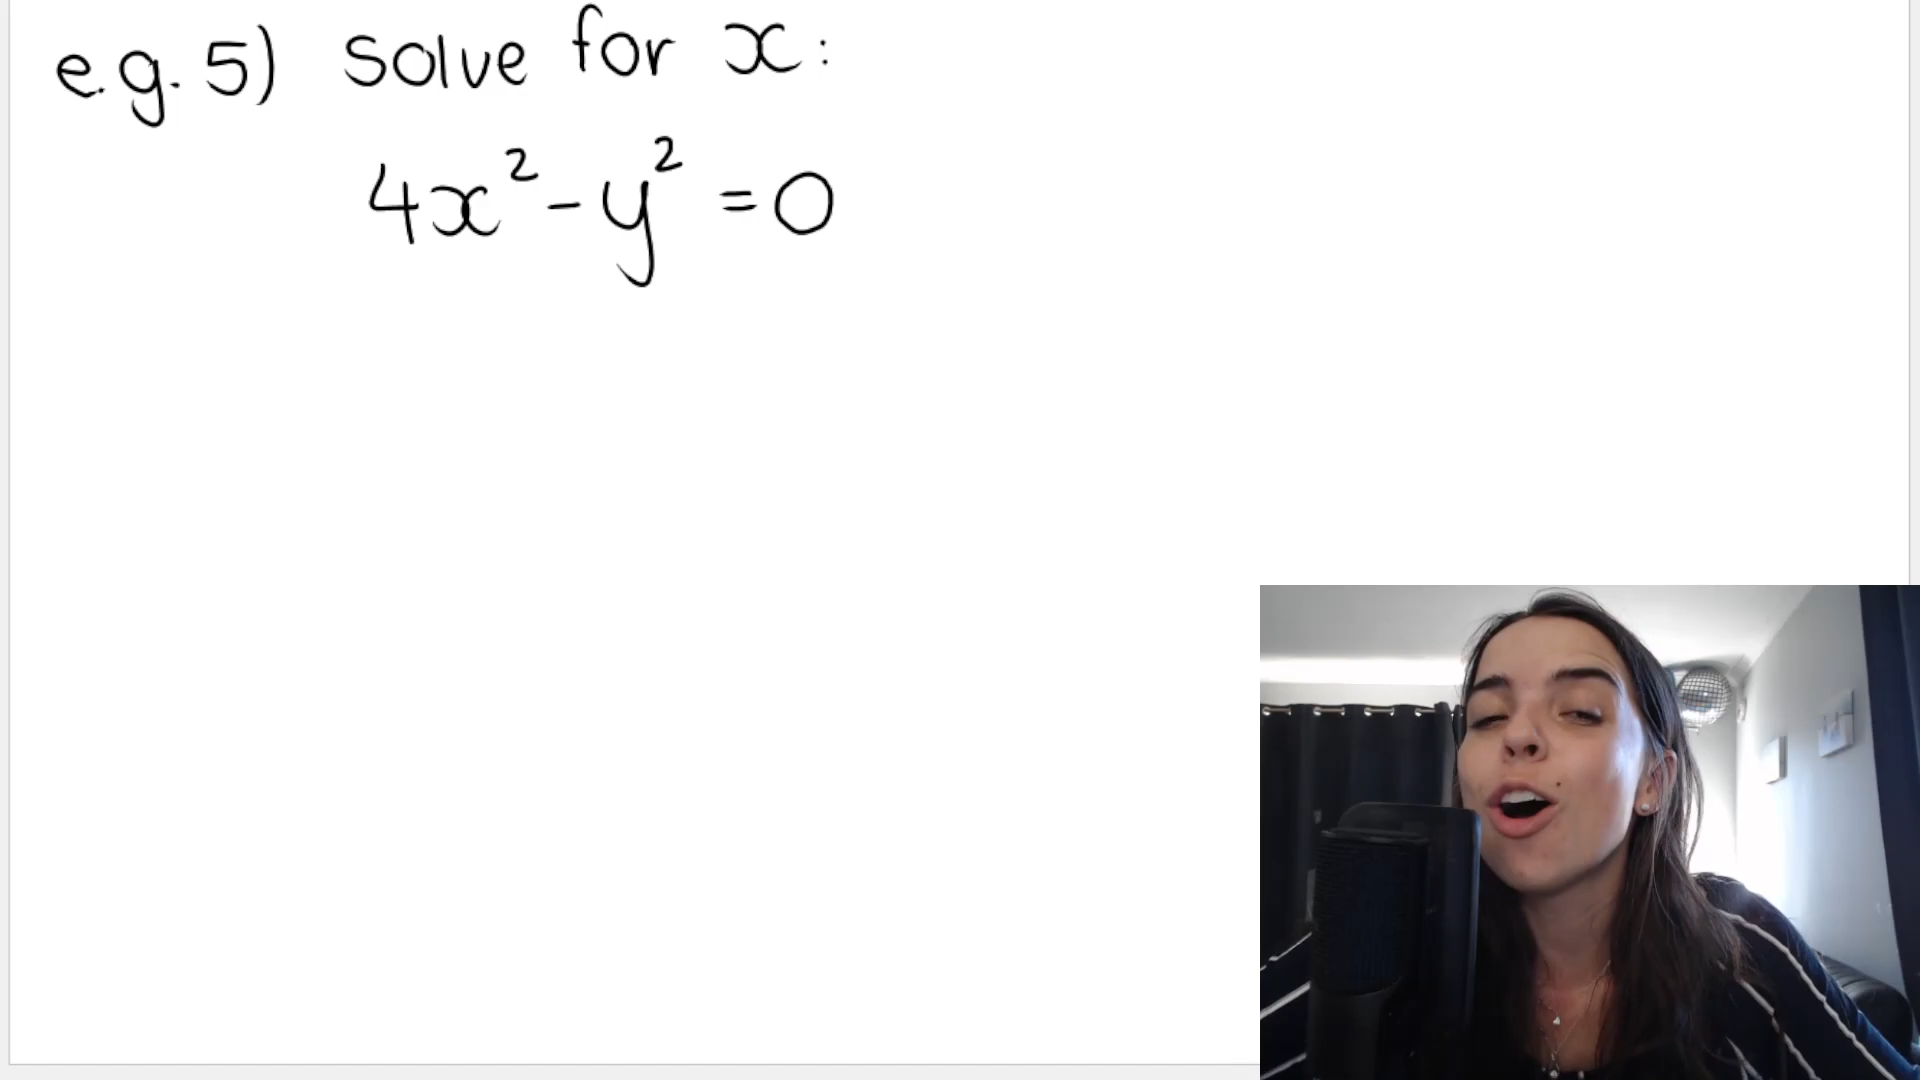 e.g. 5) solve for x:
4x² - y² = 0